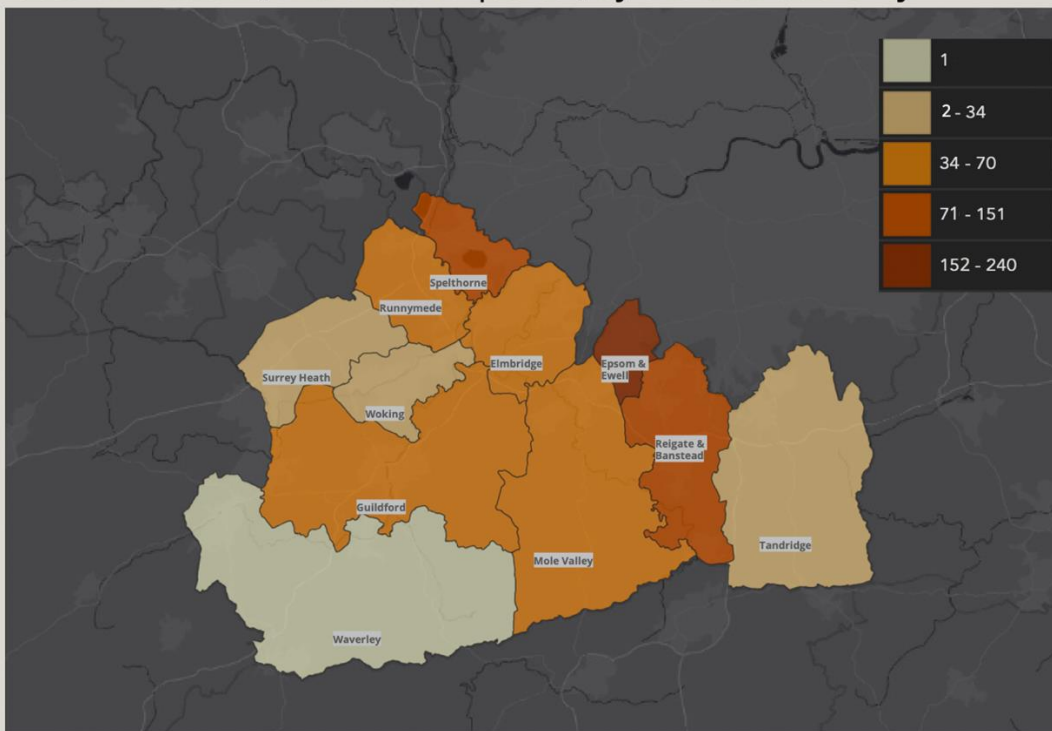 1
2 - 34
34 - 70
71 - 151
152 - 240
Spelthorne
Runnymede
Elmbridge
Epsom &
Ewell
Surrey Heath
Woking
Reigate &
Banstead
Guildford
Tandridge
Mole Valley
Waverley